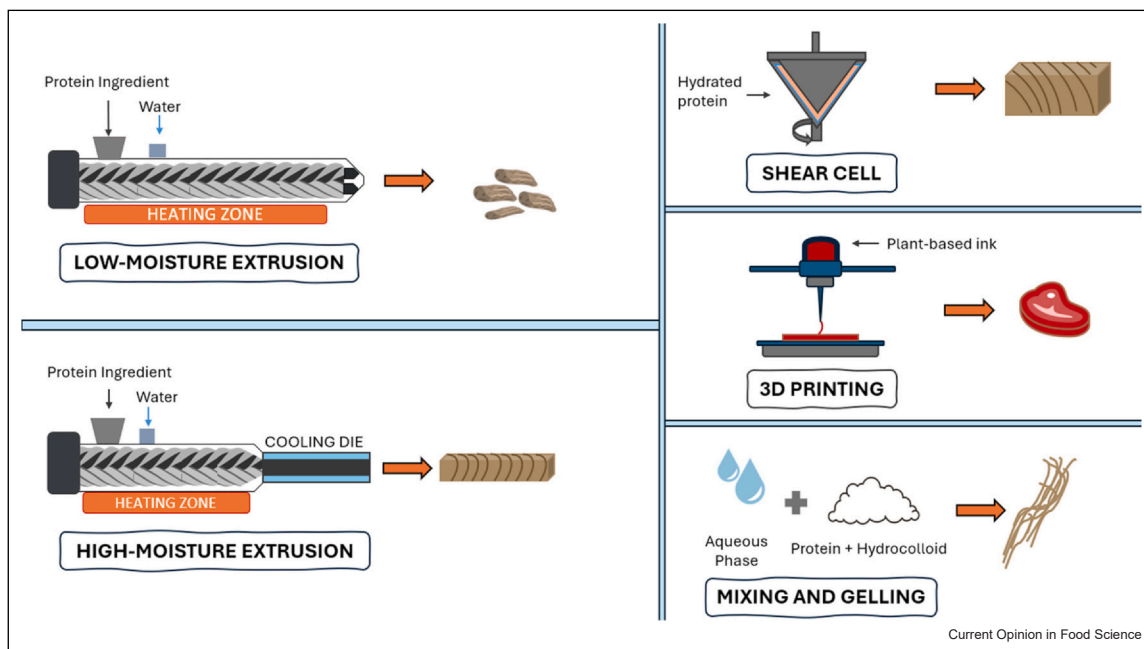 Protein Ingredient
Water
HEATING ZONE
LOW-MOISTURE EXTRUSION
Protein Ingredient
Water
COOLING DIE
HEATING ZONE
HIGH-MOISTURE EXTRUSION
Hydrated
protein
SHEAR CELL
Plant-based ink
3D PRINTING
Aqueous
Phase
Protein + Hydrocolloid
MIXING AND GELLING
Current Opinion in Food Science